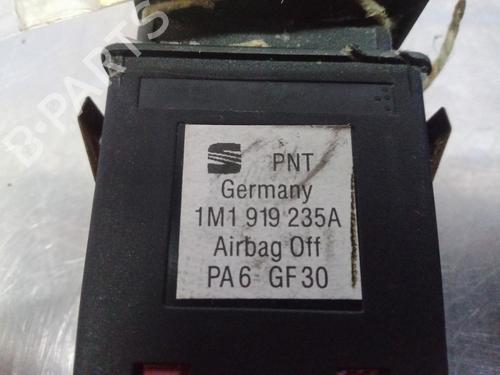 B-PARTS
PNT
Germany
1M1 919 235A
Airbag Off
PA6 GF30